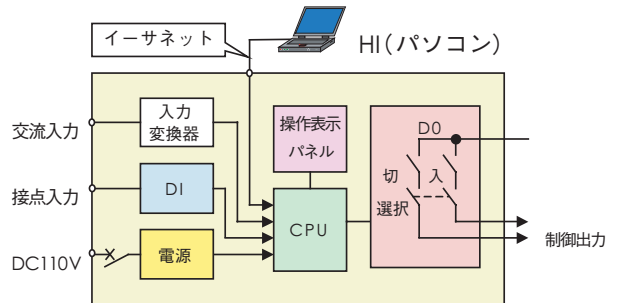 イーサネット
HI(パソコン)
交流入力
入力
変換器
操作表示
パネル
DO
切
入
選択
接点入力
DI
CPU
制御出力
DC110V
電源